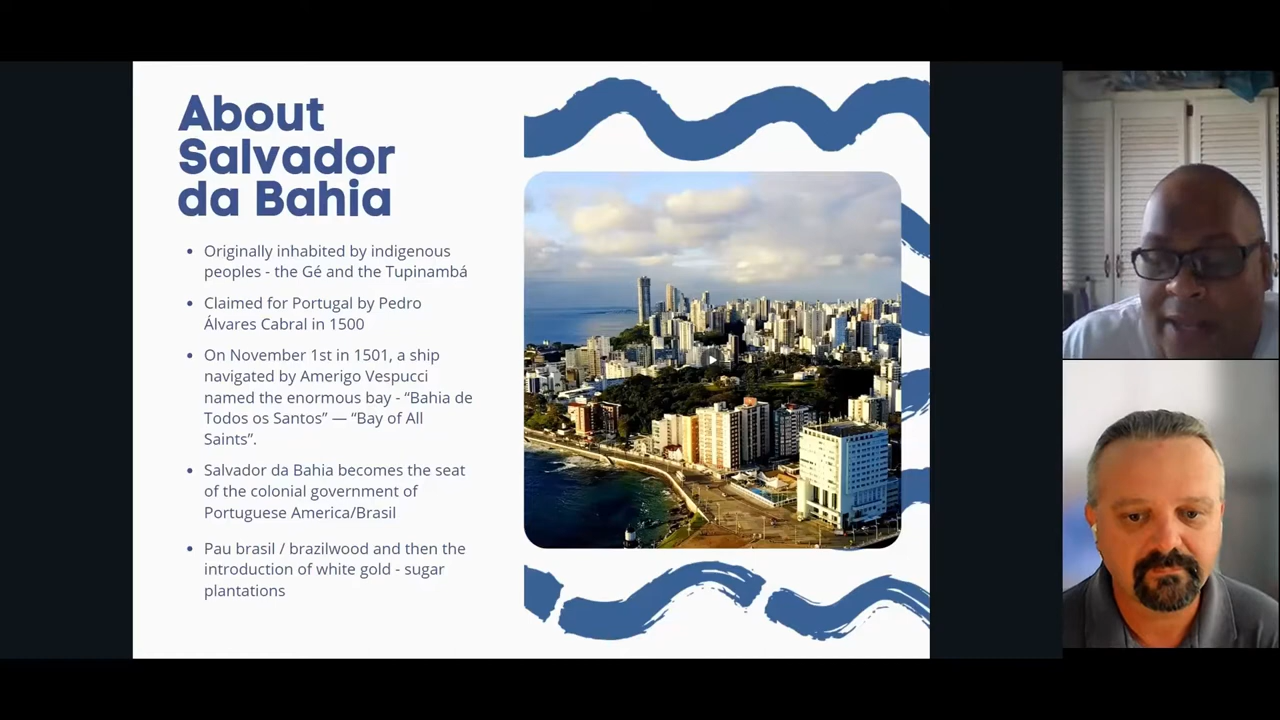 About
Salvador
da Bahia
• Originally inhabited by indigenous
peoples - the Gé and the Tupinambá
• Claimed for Portugal by Pedro
Álvares Cabral in 1500
• On November 1st in 1501, a ship
navigated by Amerigo Vespucci
named the enormous bay - “Bahia de
Todos os Santos” — “Bay of All
Saints”.
• Salvador da Bahia becomes the seat
of the colonial government of
Portuguese America/Brasil
• Pau brasil / brazilwood and then the
introduction of white gold - sugar
plantations